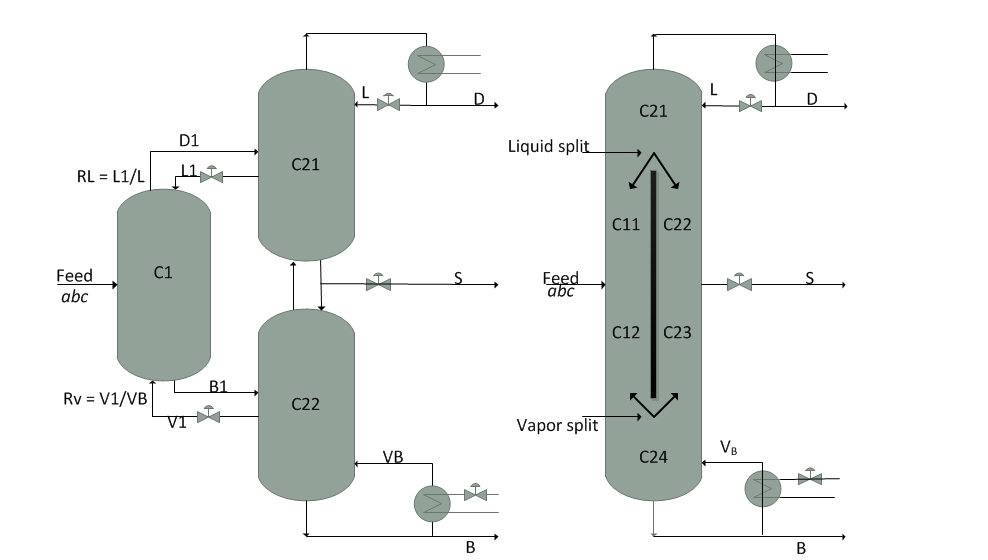 L
D
D1
C21
L1
RL = L1/L
C1
Feed
abc
S
B1
Rv = V1/VB
C22
V1
VB
B
L
D
C21
Liquid split
C11
C22
Feed
abc
S
C12
C23
Vapor split
C24
VB
B